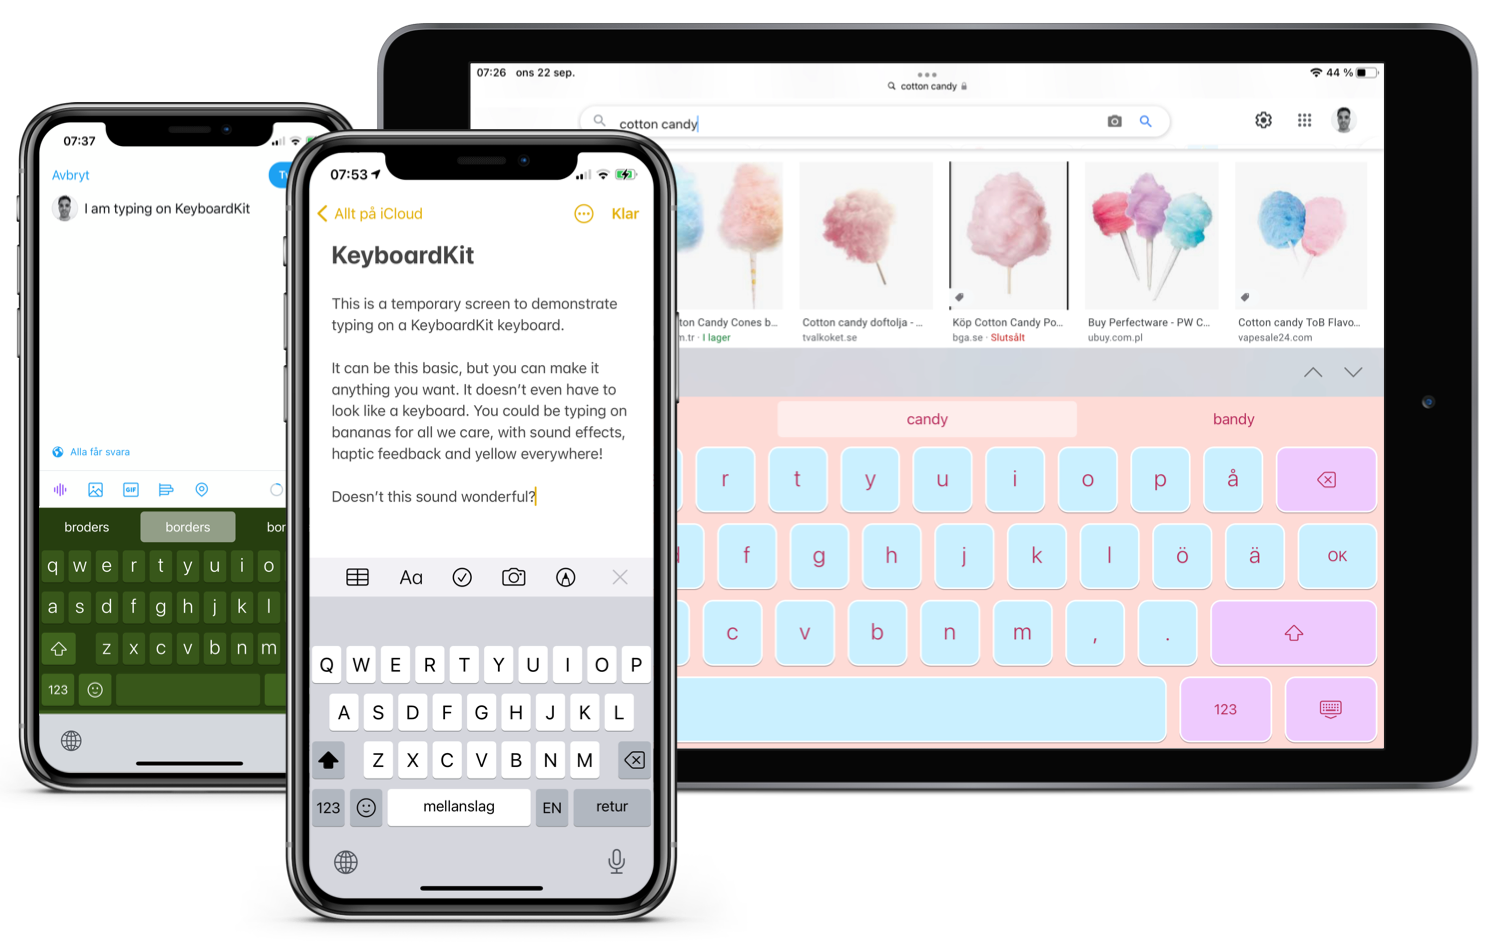 07:37
Avbryt
I am typing on KeyboardKit
Alla får svara
GIF
broders borders
q w e r t y u i o
a s d f g h j k l
z x c v b n m
123
07:53
Allt på iCloud Klar
KeyboardKit
This is a temporary screen to demonstrate
typing on a KeyboardKit keyboard.
It can be this basic, but you can make it
anything you want. It doesn't even have to
look like a keyboard. You could be typing on
bananas for all we care, with sound effects,
haptic feedback and yellow everywhere!
Doesn't this sound wonderful?
Aa
Q W E R T Y U I O P
A S D F G H J K L
Z X C V B N M
123 mellanslag EN retur
07:26 ons 22 sep. 44 %
cotton candy
cotton candy
Candy Cones b...
I lager
Cotton candy doftolja - ...
tvalkoket.se
Köp Cotton Candy Po...
bga.se · Slutsålt
Buy Perfectware - PW C...
ubuy.com.pl
Cotton candy ToB Flavo...
vapesale24.com
candy bandy
r t y u i o p å
f g h j k l ö ä OK
c v b n m , .
123